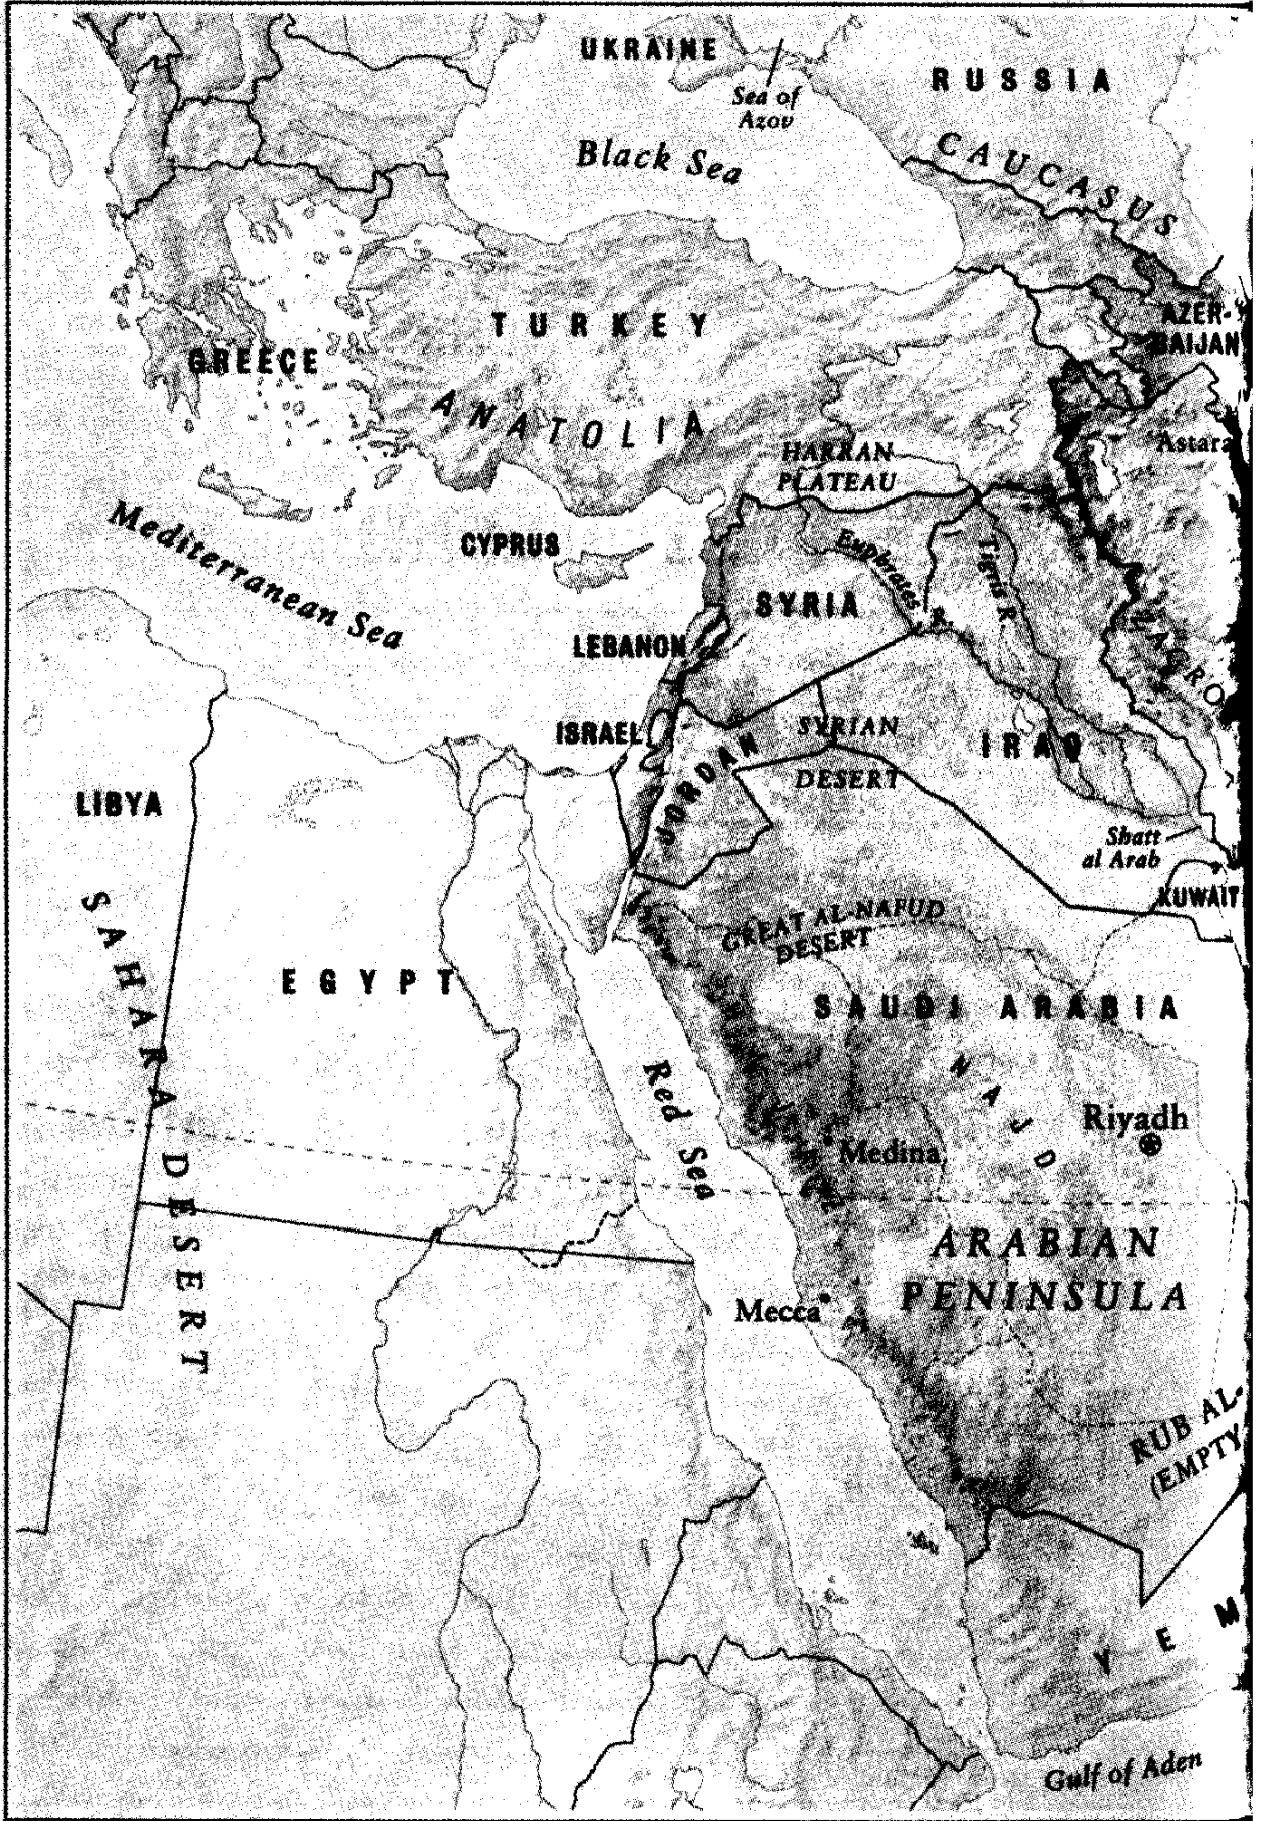 UKRAINE
RUSSIA
Sea of
Azov
Black Sea
CAUCASUS
AZER-
BAIJAN
TURKEY
GREECE
ANATOLIA
Astara
HARRAN
PLATEAU
Mediterranean Sea
CYPRUS
Euphrates R.
Tigris R.
SYRIA
ZAGRO
LEBANON
ISRAEL
SYRIAN
DESERT
IRAQ
JORDAN
LIBYA
Shatt
al Arab
KUWAIT
SAHARA DESERT
GREAT AL-NAFUD
DESERT
EGYPT
SAUDI ARABIA
NAJD
Red Sea
Riyadh
Medina
ARABIAN
PENINSULA
Mecca
RUB AL-
(EMPTY
YEM
Gulf of Aden